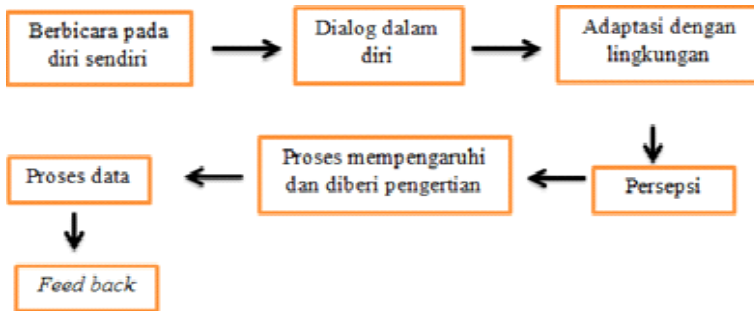 Berbicara pada
diri sendiri
Dialog dalam
diri
Adaptasi dengan
lingkungan
Persepsi
Proses mempengaruhi
dan diberi pengertian
Proses data
Feed back